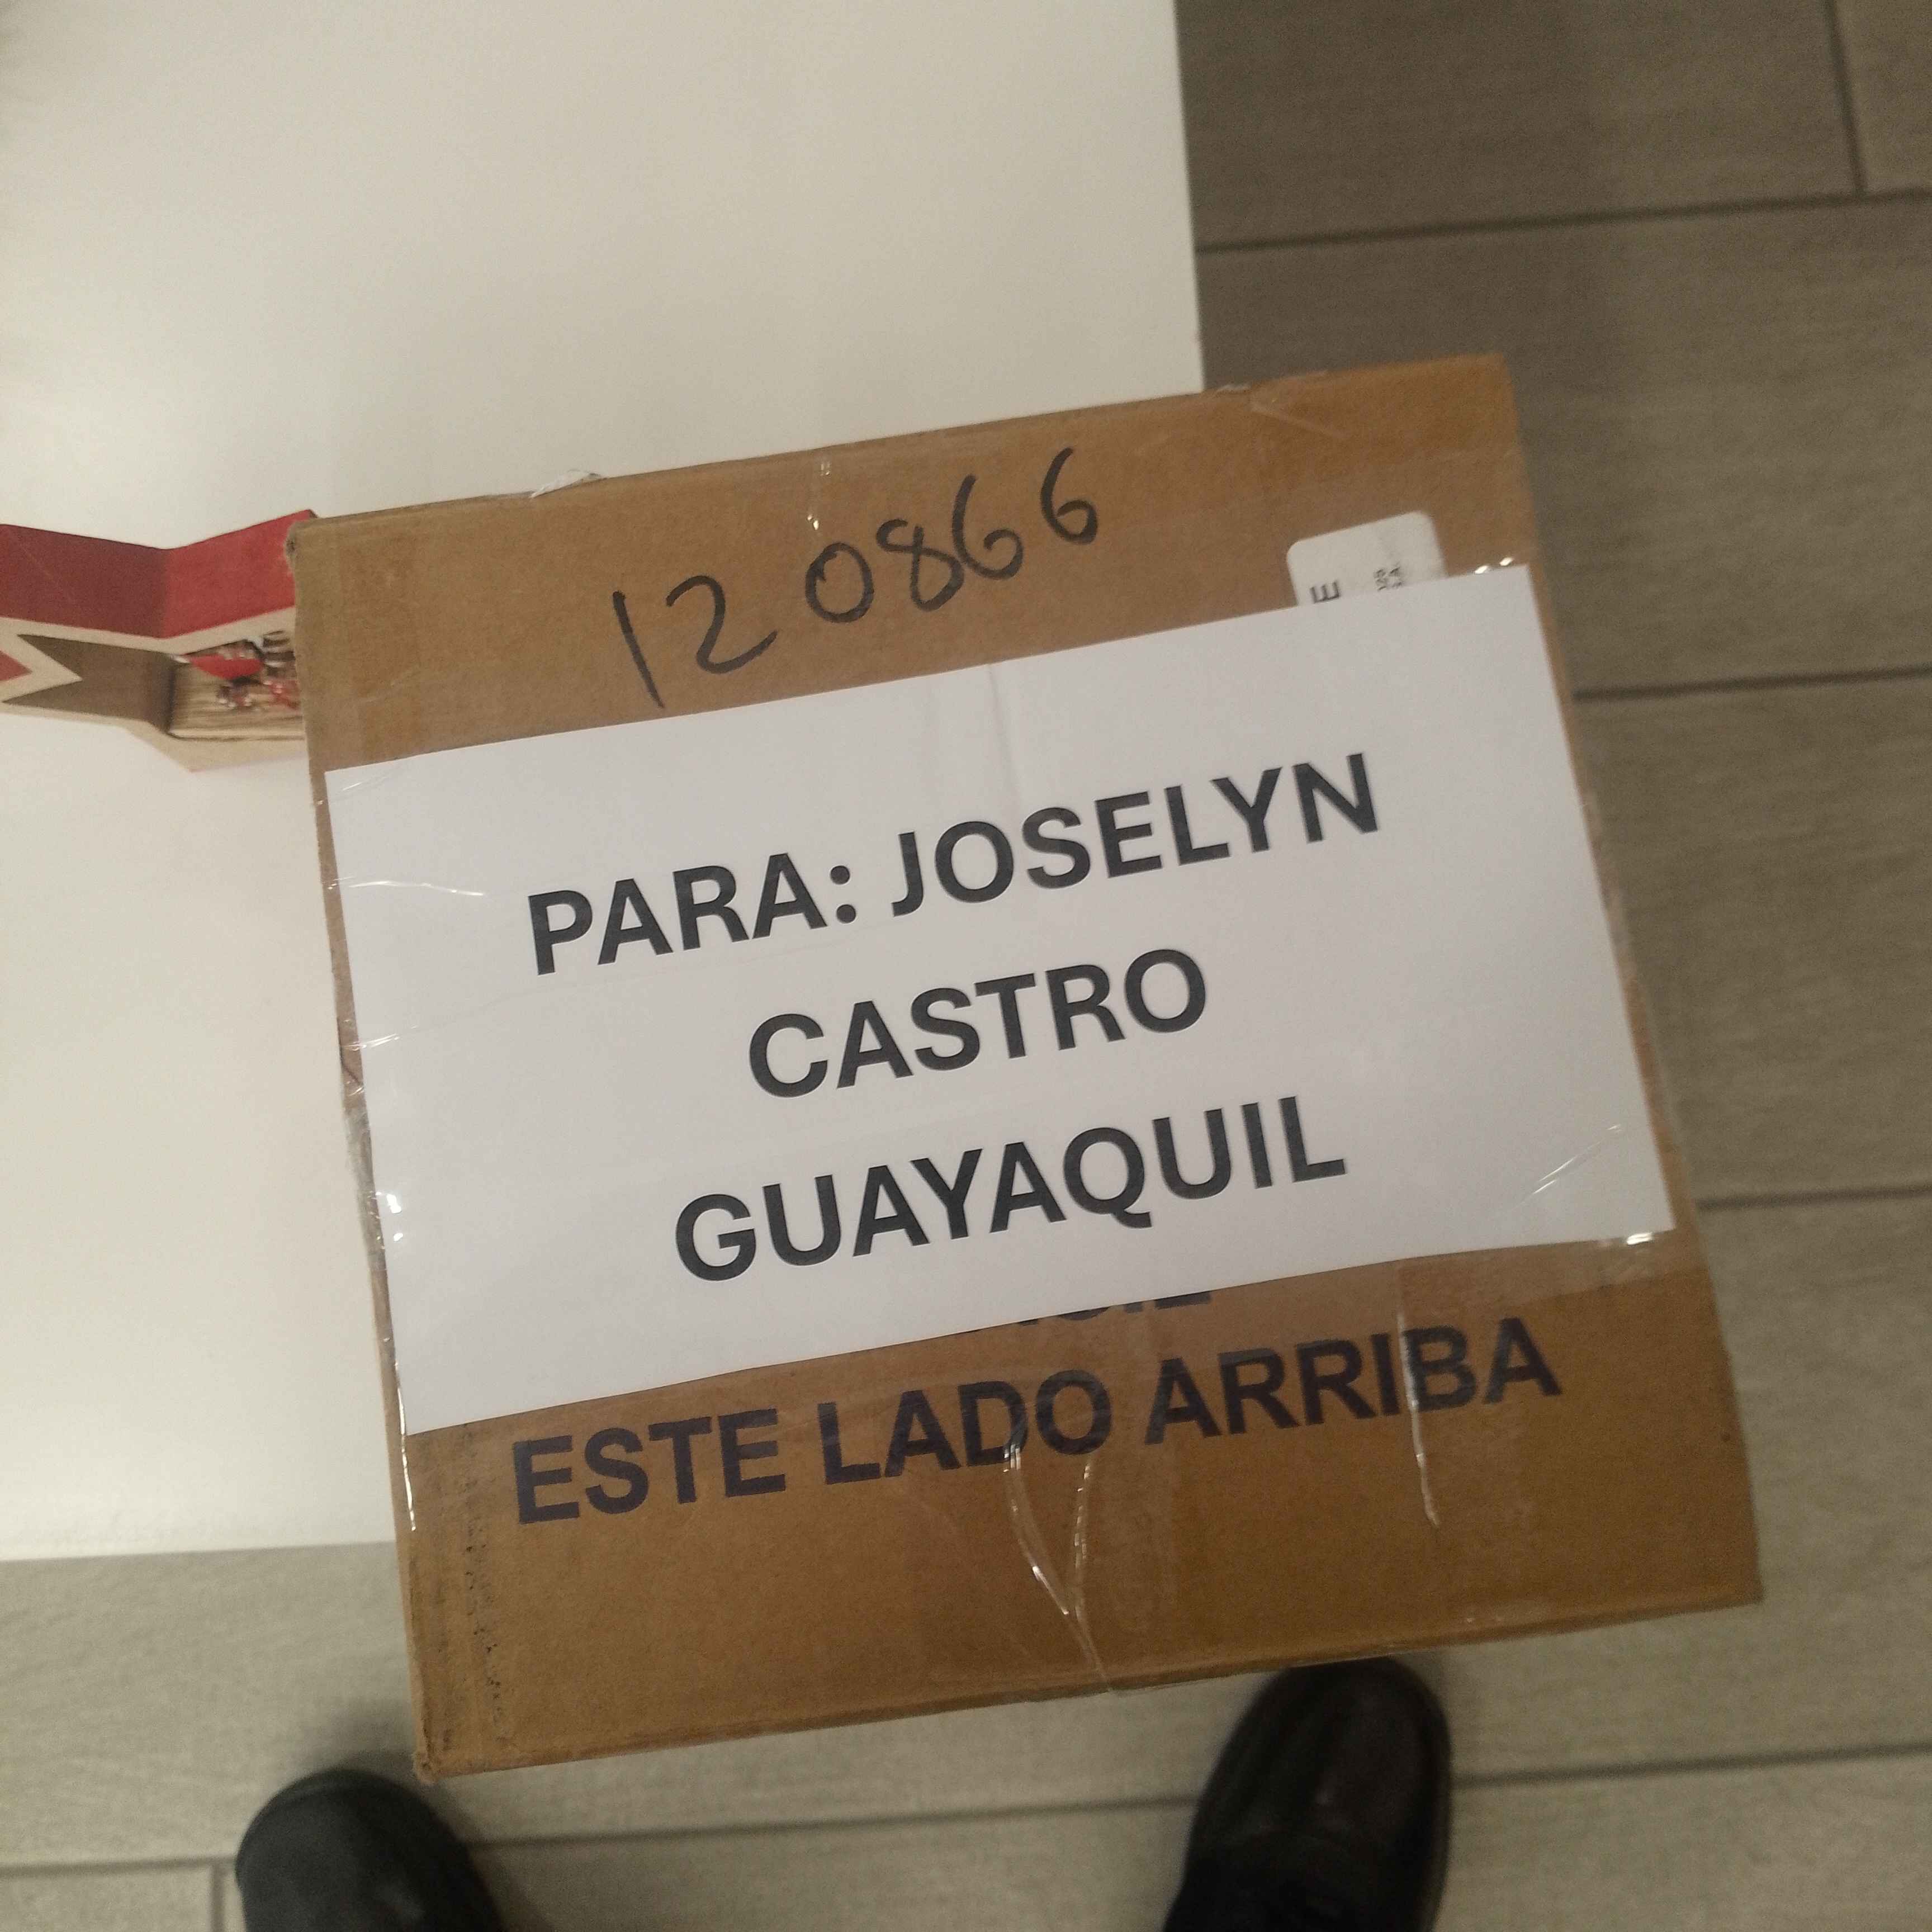 120866
E
PARA: JOSELYN
CASTRO
GUAYAQUIL
ESTE LADO ARRIBA